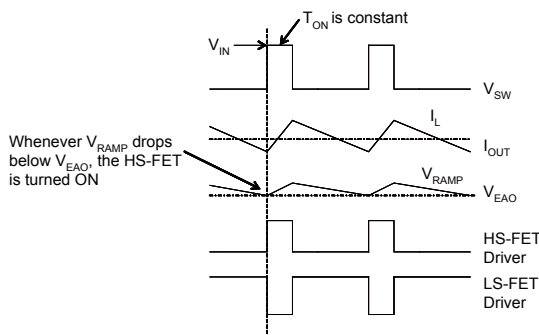 T_ON is constant
V_IN
V_SW
I_L
I_OUT
Whenever V_RAMP drops
below V_EAO, the HS-FET
is turned ON
V_RAMP
V_EAO
HS-FET
Driver
LS-FET
Driver